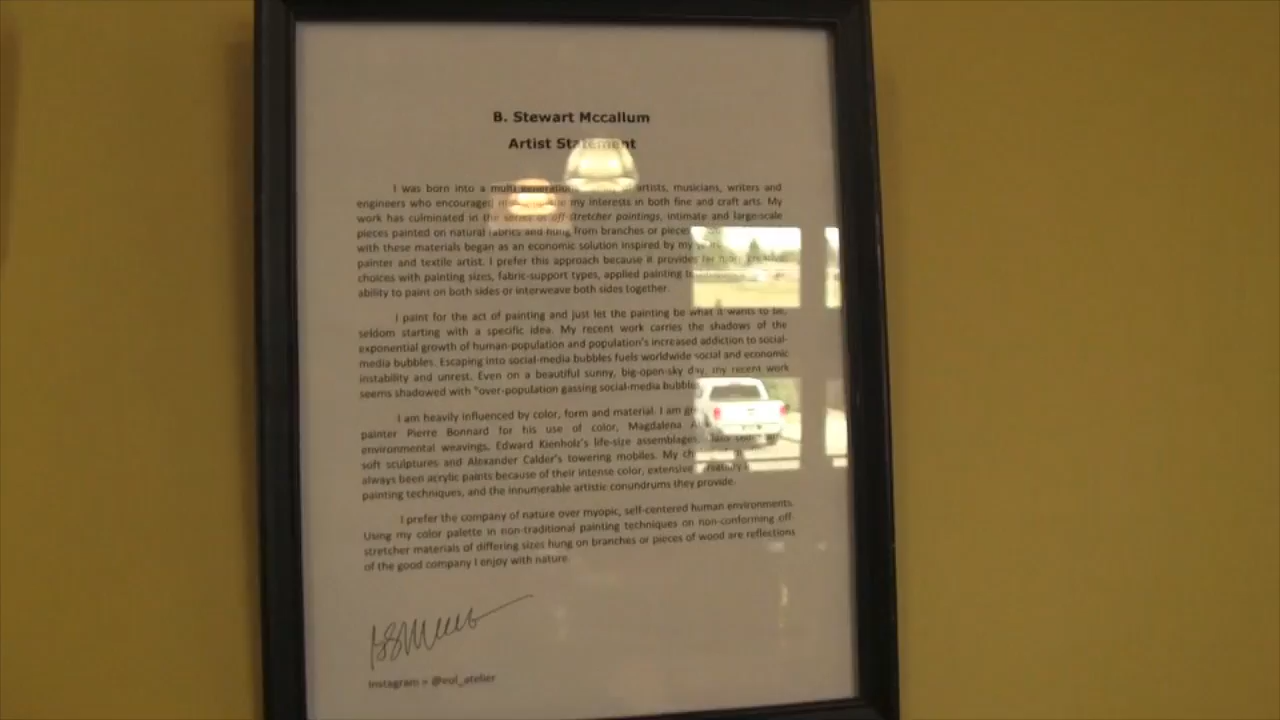 B. Stewart Mccallum
Artist Statement
I was born into a multi artists, musicians, writers and
engineers who encouraged my interests in both fine and craft arts. My
work has culminated in the series of off-stretcher paintings, intimate and large-scale
pieces painted on natural fabrics and hung from branches or pieces
with these materials began as an economic solution inspired by my
painter and textile artist. I prefer this approach because it provides far more creative
choices with painting sizes, fabric-support types, applied painting
ability to paint on both sides or interweave both sides together.
I paint for the act of painting and just let the painting be what it wants to be,
seldom starting with a specific idea. My recent work carries the shadows of the
exponential growth of human-population and population's increased addiction to social-
media bubbles. Escaping into social-media bubbles fuels worldwide social and economic
instability and unrest. Even on a beautiful sunny, big-open-sky day, my recent work
seems shadowed with "over-population gassing social-media
I am heavily influenced by color, form and material. I am
painter Pierre Bonnard for his use of color, Magdalena
environmental weavings, Edward Kienholz's life-size assemblages,
soft sculptures and Alexander Calder's towering mobiles. My
always been acrylic paints because of their intense color, extensive
painting techniques, and the innumerable artistic conundrums they provide.
I prefer the company of nature over myopic, self-centered human environments.
Using my color palette in non-traditional painting techniques on non-conforming off-
stretcher materials of differing sizes hung on branches or pieces of wood are reflections
of the good company I enjoy with nature.
Instagram = @eol_atelier